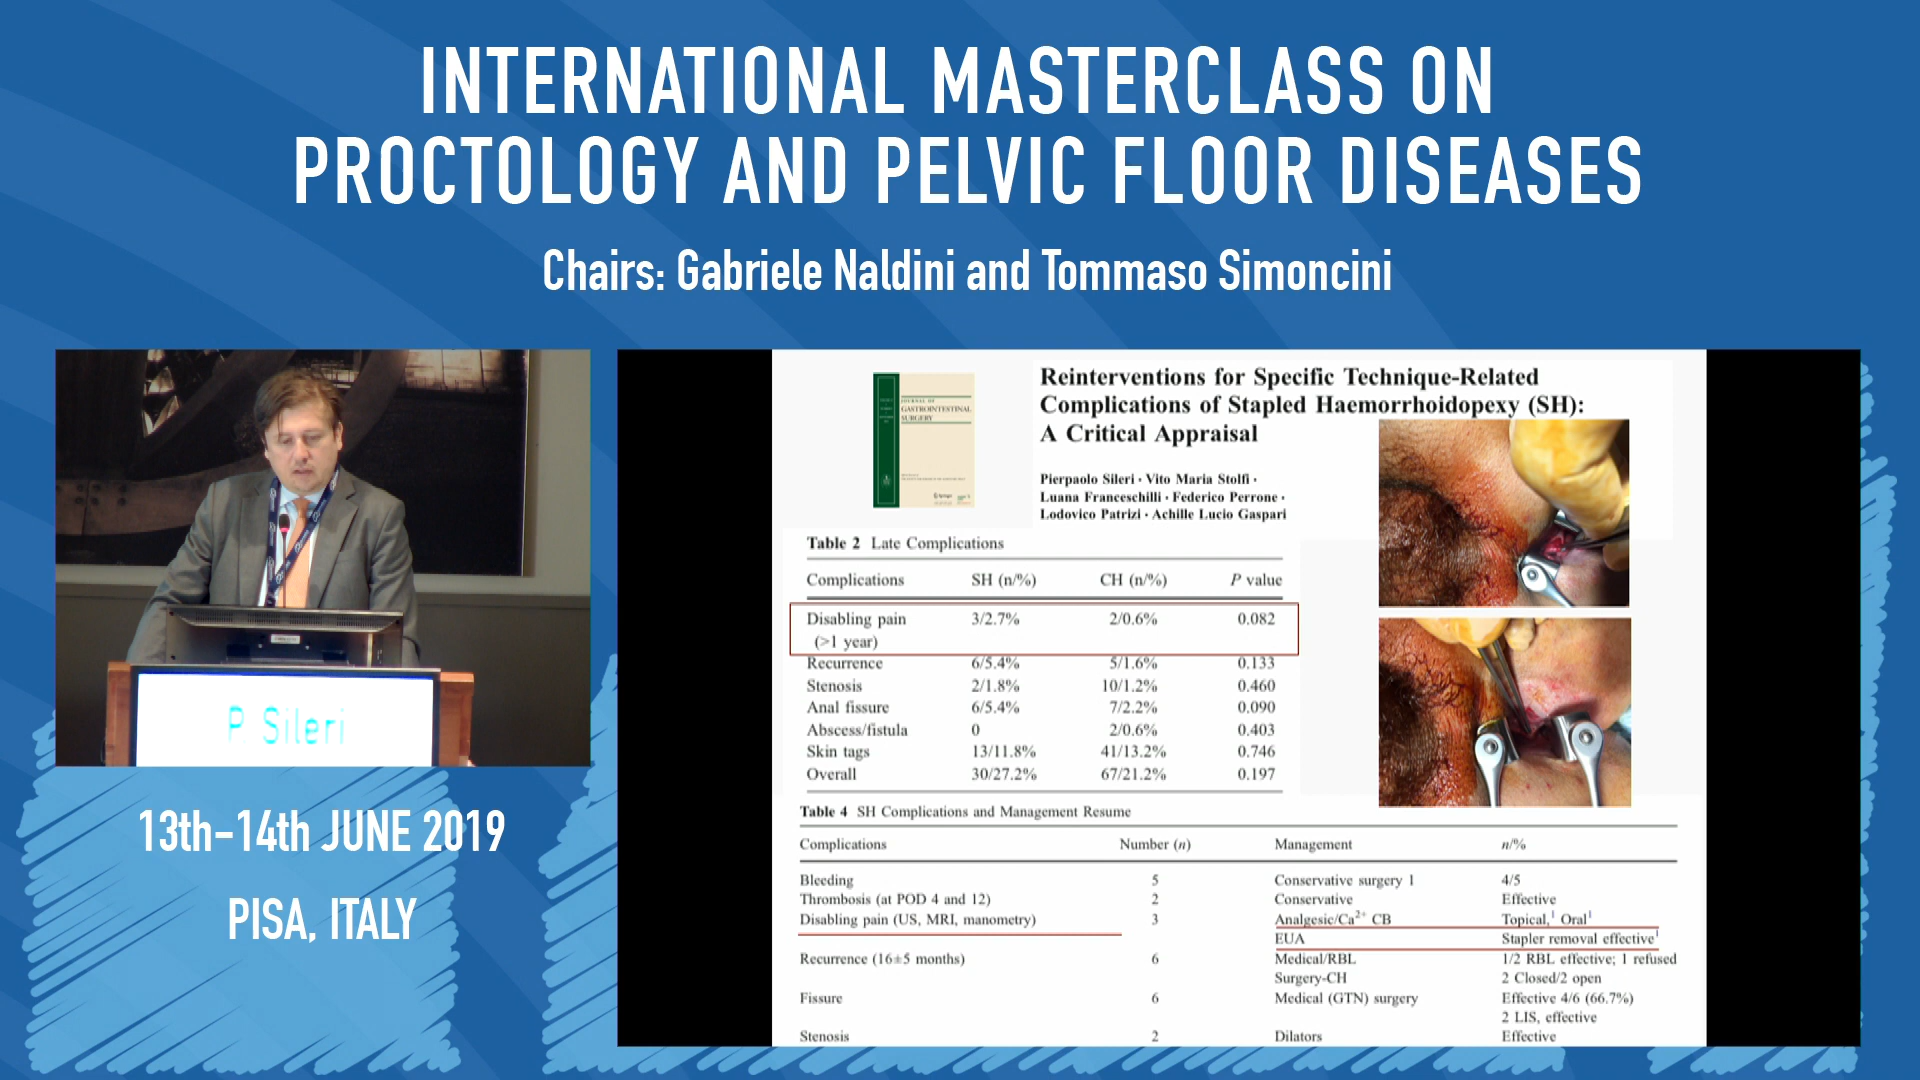 INTERNATIONAL MASTERCLASS ON
PROCTOLOGY AND PELVIC FLOOR DISEASES
Chairs: Gabriele Naldini and Tommaso Simoncini
P. Sileri
13th-14th JUNE 2019
PISA, ITALY
JOURNAL OF
GASTROINTESTINAL
SURGERY
Reinterventions for Specific Technique-Related
Complications of Stapled Haemorrhoidopexy (SH):
A Critical Appraisal
Pierpaolo Sileri · Vito Maria Stolfi ·
Luana Franceschilli · Federico Perrone ·
Lodovico Patrizi · Achille Lucio Gaspari
Table 2 Late Complications
Complications SH (n/%) CH (n/%) P value
Disabling pain 3/2.7% 2/0.6% 0.082
(>1 year)
Recurrence 6/5.4% 5/1.6% 0.133
Stenosis 2/1.8% 10/1.2% 0.460
Anal fissure 6/5.4% 7/2.2% 0.090
Abscess/fistula 0 2/0.6% 0.403
Skin tags 13/11.8% 41/13.2% 0.746
Overall 30/27.2% 67/21.2% 0.197
Table 4 SH Complications and Management Resume
Complications Number (n) Management n/%
Bleeding 5 Conservative surgery 1 4/5
Thrombosis (at POD 4 and 12) 2 Conservative Effective
Disabling pain (US, MRI, manometry) 3 Analgesic/Ca²⁺ CB Topical,¹ Oral¹
EUA Stapler removal effective¹
Recurrence (16±5 months) 6 Medical/RBL 1/2 RBL effective; 1 refused
Surgery-CH 2 Closed/2 open
Fissure 6 Medical (GTN) surgery Effective 4/6 (66.7%)
2 LIS, effective
Stenosis 2 Dilators Effective